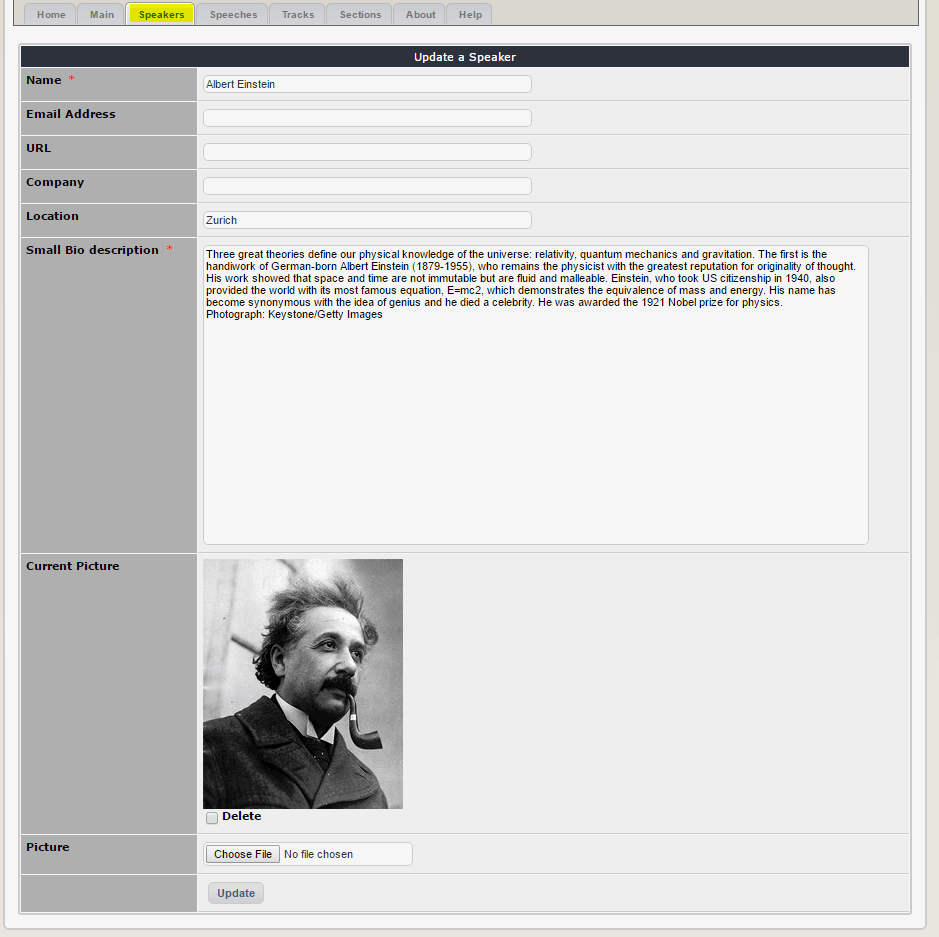 Home Main Speakers Speeches Tracks Sections About Help
Update a Speaker
Name *
Albert Einstein
Email Address
URL
Company
Location
Zurich
Small Bio description *
Three great theories define our physical knowledge of the universe: relativity, quantum mechanics and gravitation. The first is the
handiwork of German-born Albert Einstein (1879-1955), who remains the physicist with the greatest reputation for originality of thought.
His work showed that space and time are not immutable but are fluid and malleable. Einstein, who took US citizenship in 1940, also
provided the world with its most famous equation, E=mc2, which demonstrates the equivalence of mass and energy. His name has
become synonymous with the idea of genius and he died a celebrity. He was awarded the 1921 Nobel prize for physics.
Photograph: Keystone/Getty Images
Current Picture
Delete
Picture
Choose File No file chosen
Update